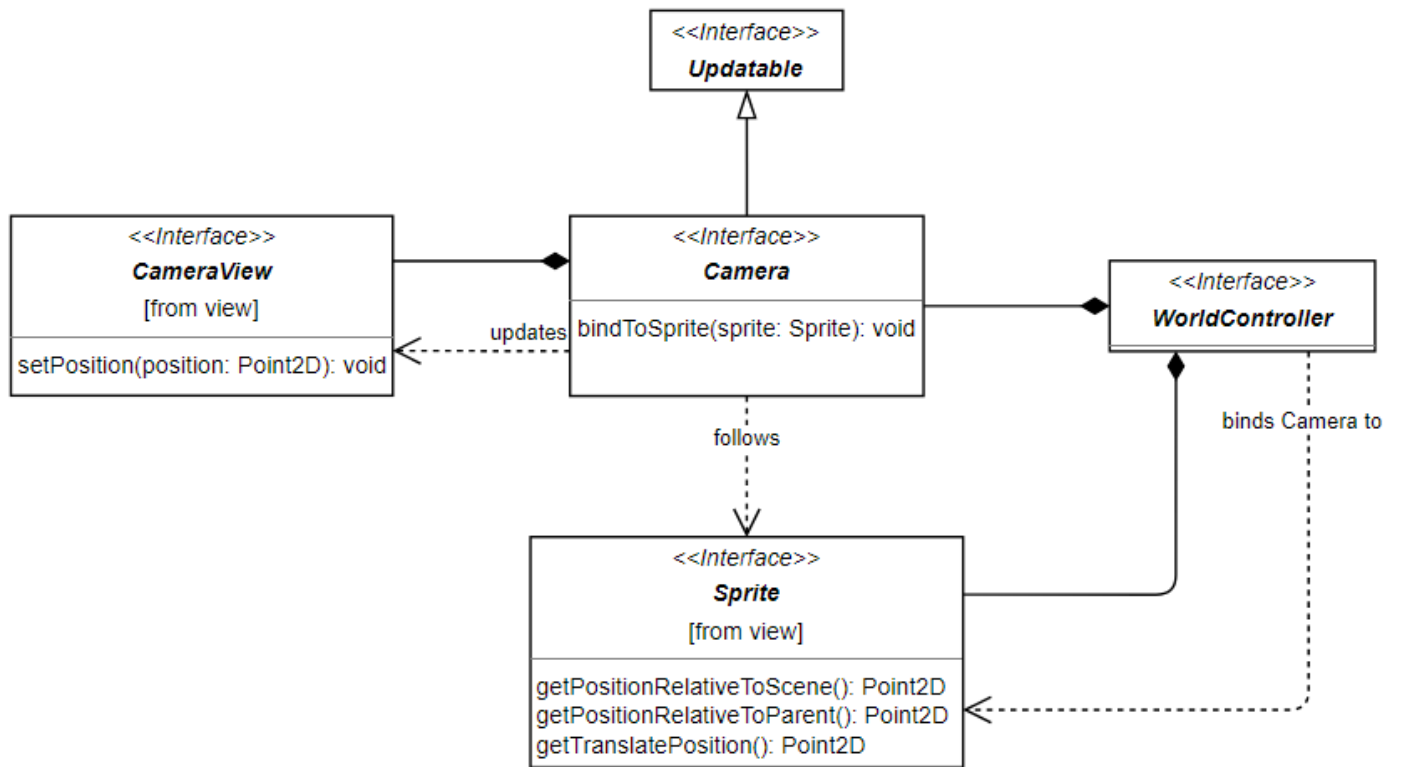 <<Interface>>
Updatable
<<Interface>>
CameraView
[from view]
setPosition(position: Point2D): void
updates
<<Interface>>
Camera
bindToSprite(sprite: Sprite): void
<<Interface>>
WorldController
follows
binds Camera to
<<Interface>>
Sprite
[from view]
getPositionRelativeToScene(): Point2D
getPositionRelativeToParent(): Point2D
getTranslatePosition(): Point2D